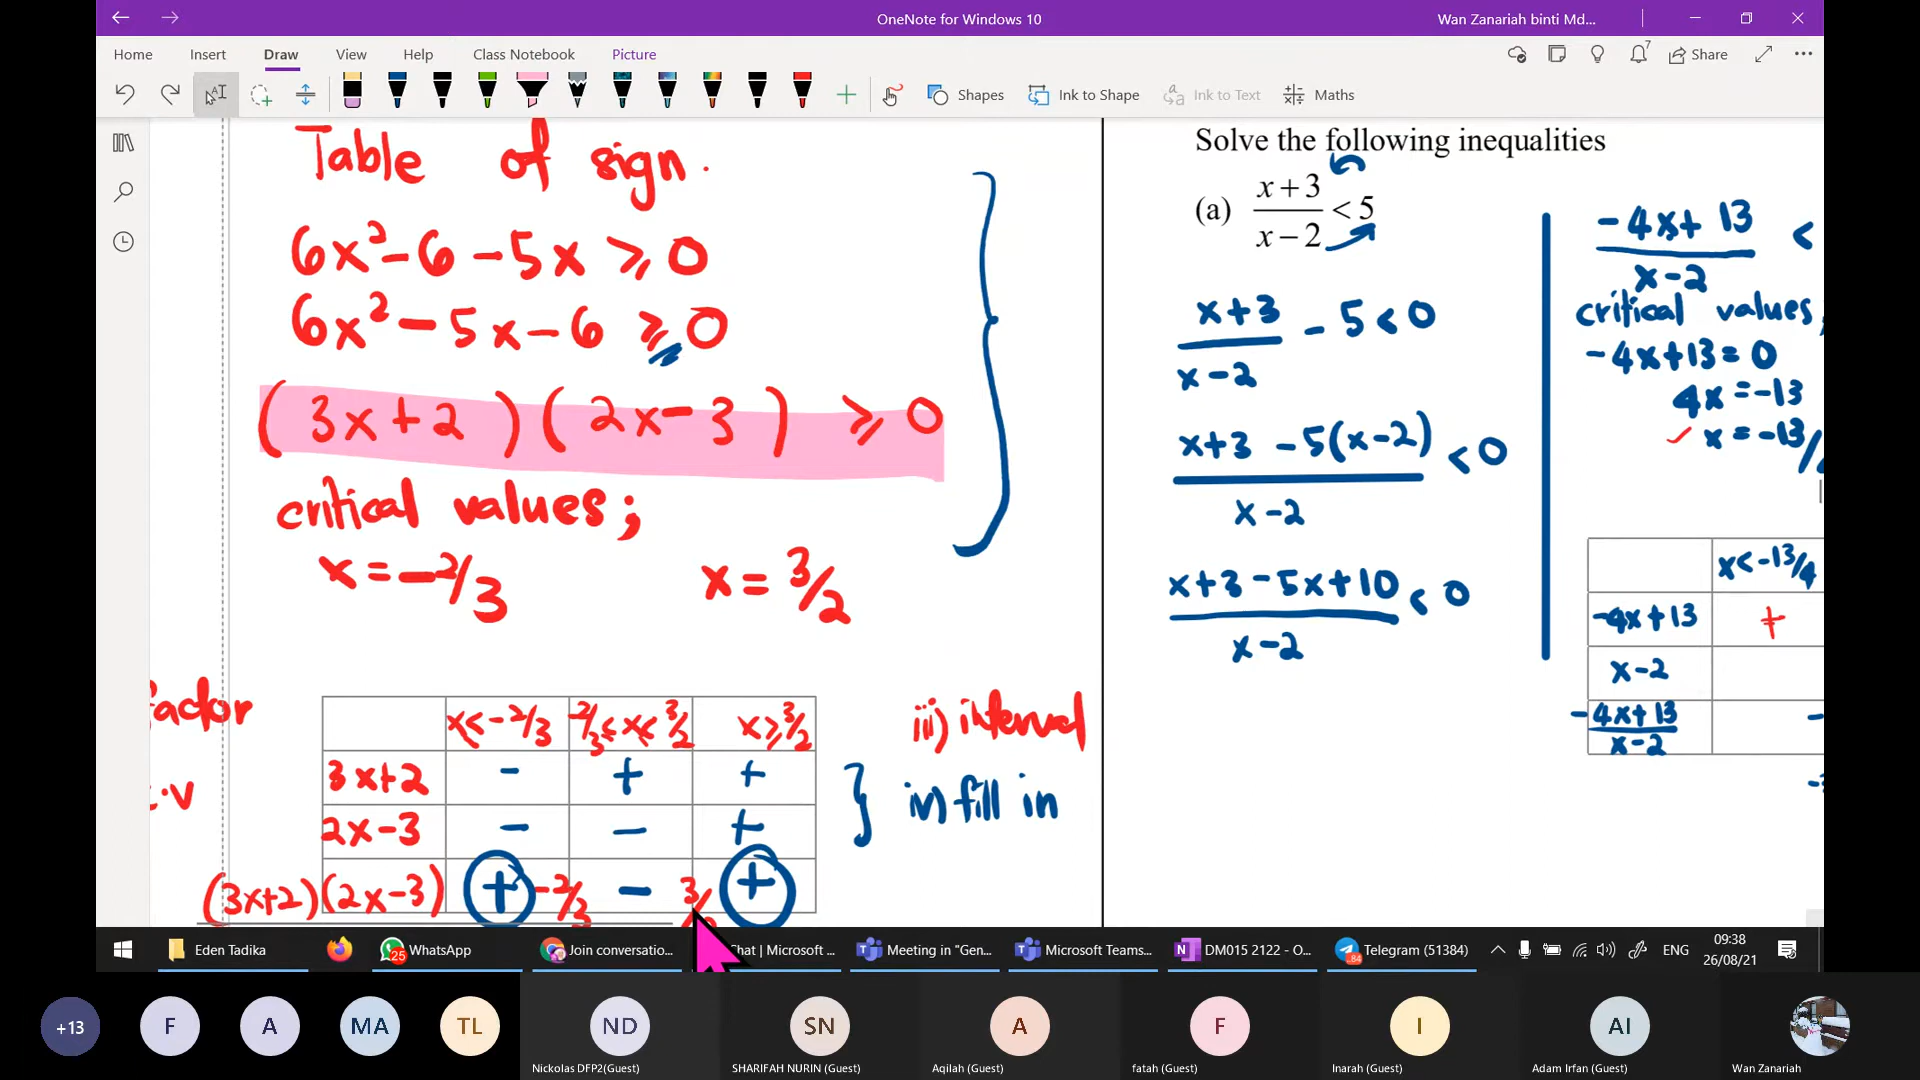 OneNote for Windows 10
Wan Zanariah binti Md...
Home Insert Draw View Help Class Notebook Picture
7
Share
Shapes Ink to Shape Ink to Text Maths
Table of sign.
6x²-6-5x ⩾ 0
6x²-5x-6 ⩾ 0
(3x+2)(2x-3) ⩾ 0
critical values;
x = -2/3 x = 3/2
factor
c.v
x ⩽ -2/3 -2/3 ⩽ x ⩽ 3/2 x ⩾ 3/2
3x+2 - + +
2x-3 - - +
(3x+2)(2x-3) + -2/3 - 3/ +
iii) interval
iv) fill in
Solve the following inequalities
(a) x+3 / x-2 < 5
x+3 / x-2 - 5 < 0
x+3 -5(x-2) / x-2 < 0
x+3-5x+10 / x-2 < 0
-4x+13 / x-2 <
critical values;
-4x+13=0
4x = -13
✓ x = -13/
x< -13/4
-4x+13 +
x-2
-4x+13 / x-2 -
Eden Tadika
25
WhatsApp
Join conversatio...
Chat | Microsoft ...
Meeting in "Gen...
Microsoft Teams...
DM015 2122 - O...
84
Telegram (51384)
ENG
09:38
26/08/21
+13 F A MA TL ND SN A F I AI
Nickolas DFP2(Guest)
SHARIFAH NURIN (Guest)
Aqilah (Guest)
fatah (Guest)
Inarah (Guest)
Adam Irfan (Guest)
Wan Zanariah